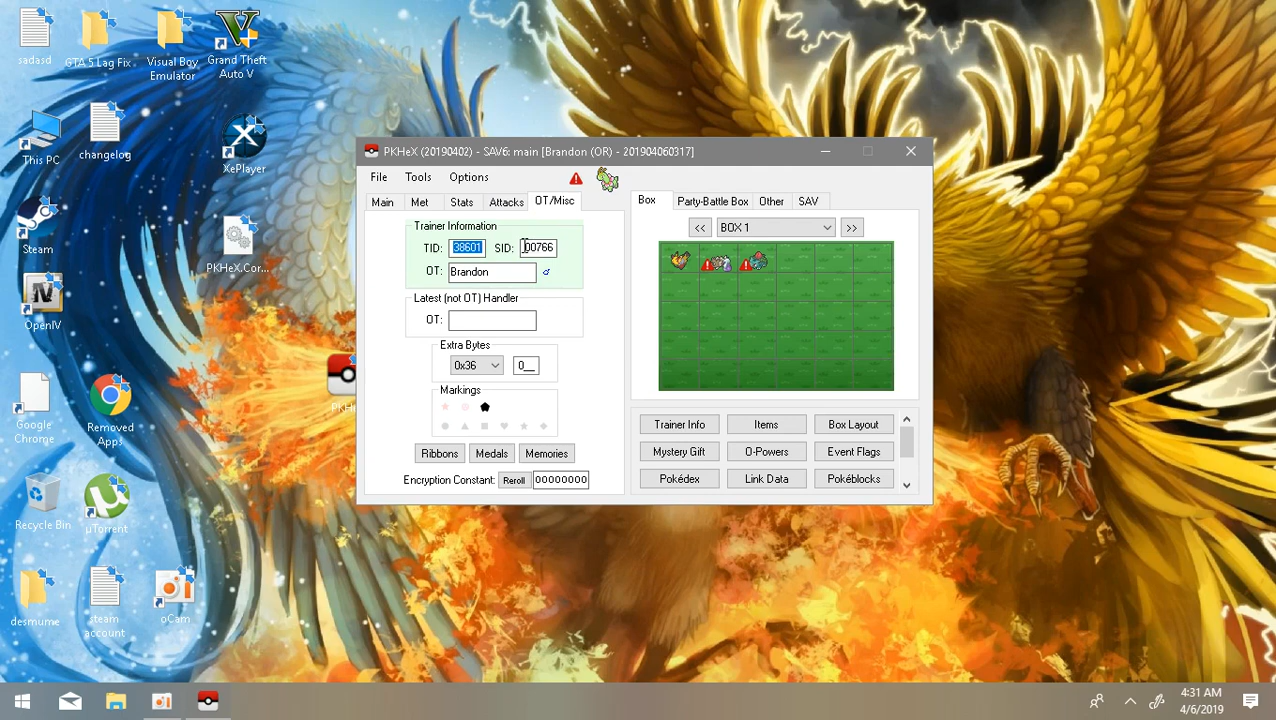 sadasd
GTA 5 Lag Fix
Visual Boy
Emulator
Grand Theft
Auto V
This PC
changelog
XePlayer
Steam
PKHeX.Cor...
OpenIV
Google
Chrome
Removed
Apps
Recycle Bin
µTorrent
desmume
steam
account
oCam
PKHeX (20190402) - SAV6: main [Brandon (OR) - 201904060317]
File Tools Options
Main Met Stats Attacks OT/Misc
Trainer Information
TID: 38601 SID: 00766
OT: Brandon
Latest (not OT) Handler
OT:
Extra Bytes
0x36 0__
Markings
Ribbons Medals Memories
Encryption Constant: Reroll 00000000
Box Party-Battle Box Other SAV
<< BOX 1 >>
Trainer Info Items Box Layout
Mystery Gift O-Powers Event Flags
Pokédex Link Data Pokéblocks
4:31 AM
4/6/2019